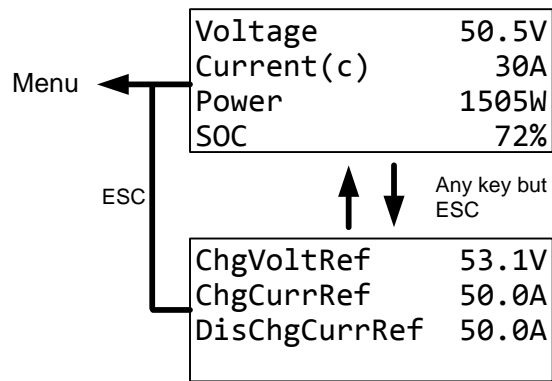 Voltage 50.5V
Current(c) 30A
Power 1505W
SOC 72%
Menu
ESC
Any key but
ESC
ChgVoltRef 53.1V
ChgCurrRef 50.0A
DisChgCurrRef 50.0A